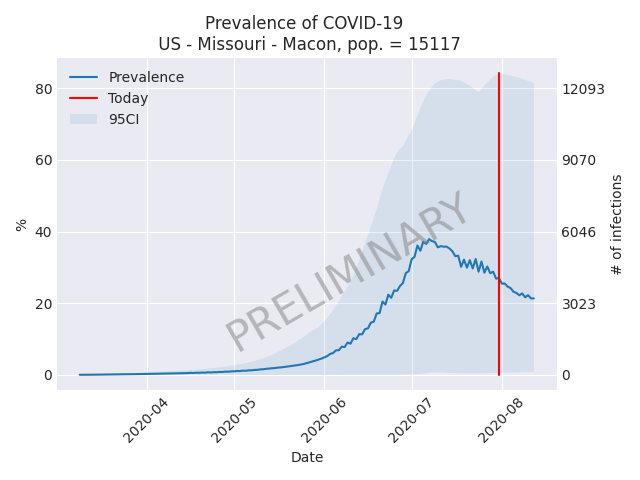 Prevalence of COVID-19
US - Missouri - Macon, pop. = 15117
Prevalence
Today
95CI
PRELIMINARY
%
80
60
40
20
0
12093
9070
6046
3023
0
# of infections
2020-04
2020-05
2020-06
2020-07
2020-08
Date